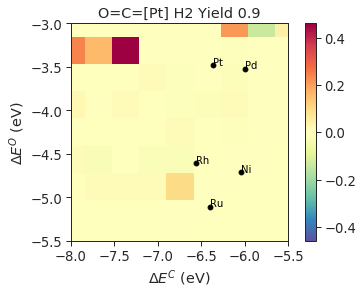 O=C=[Pt] H2 Yield 0.9
−3.0
−3.5
−4.0
−4.5
−5.0
−5.5
ΔE^O (eV)
Pt
Pd
Rh
Ni
Ru
−8.0 −7.5 −7.0 −6.5 −6.0 −5.5
ΔE^C (eV)
0.4
0.2
0.0
−0.2
−0.4